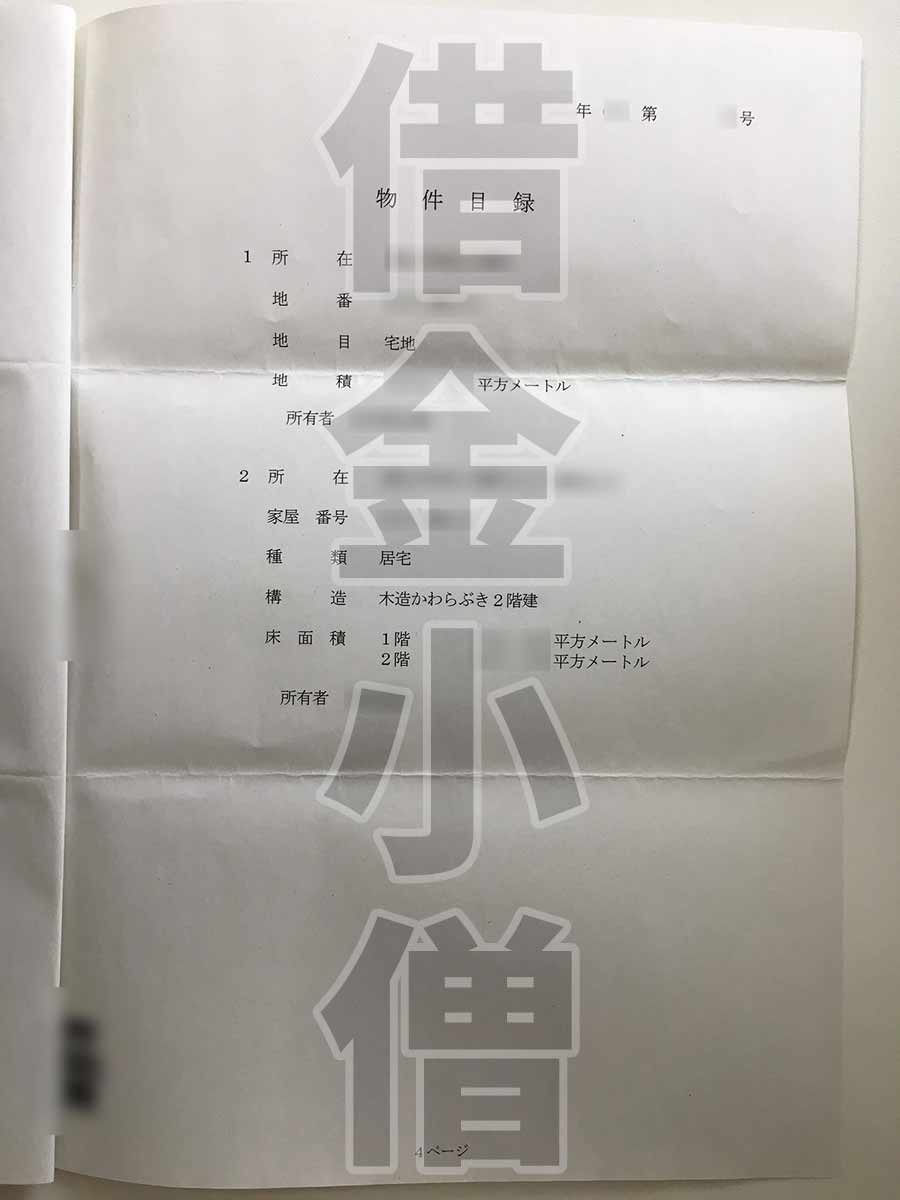 年( 第 号
物件目録
1 所在
地番
地目 宅地
地積 平方メートル
所有者
2 所在
家屋 番号
種類 居宅
構造 木造かわらぶき2階建
床面積 1階 平方メートル
2階 平方メートル
所有者
4ページ
借金小僧